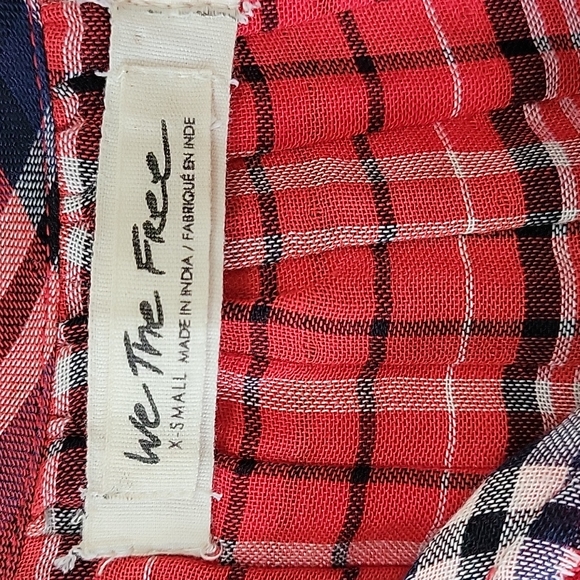 We The Free
X-SMALL MADE IN INDIA / FABRIQUÉ EN INDE